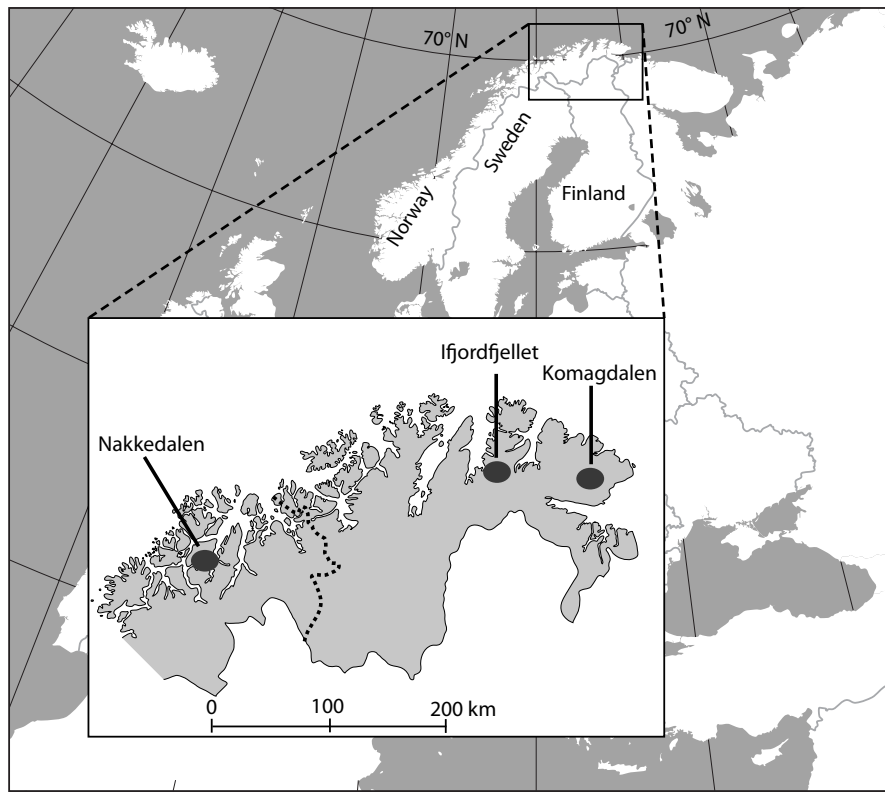 70° N
70° N
Norway
Sweden
Finland
Ifjordfjellet
Komagdalen
Nakkedalen
0
100
200 km